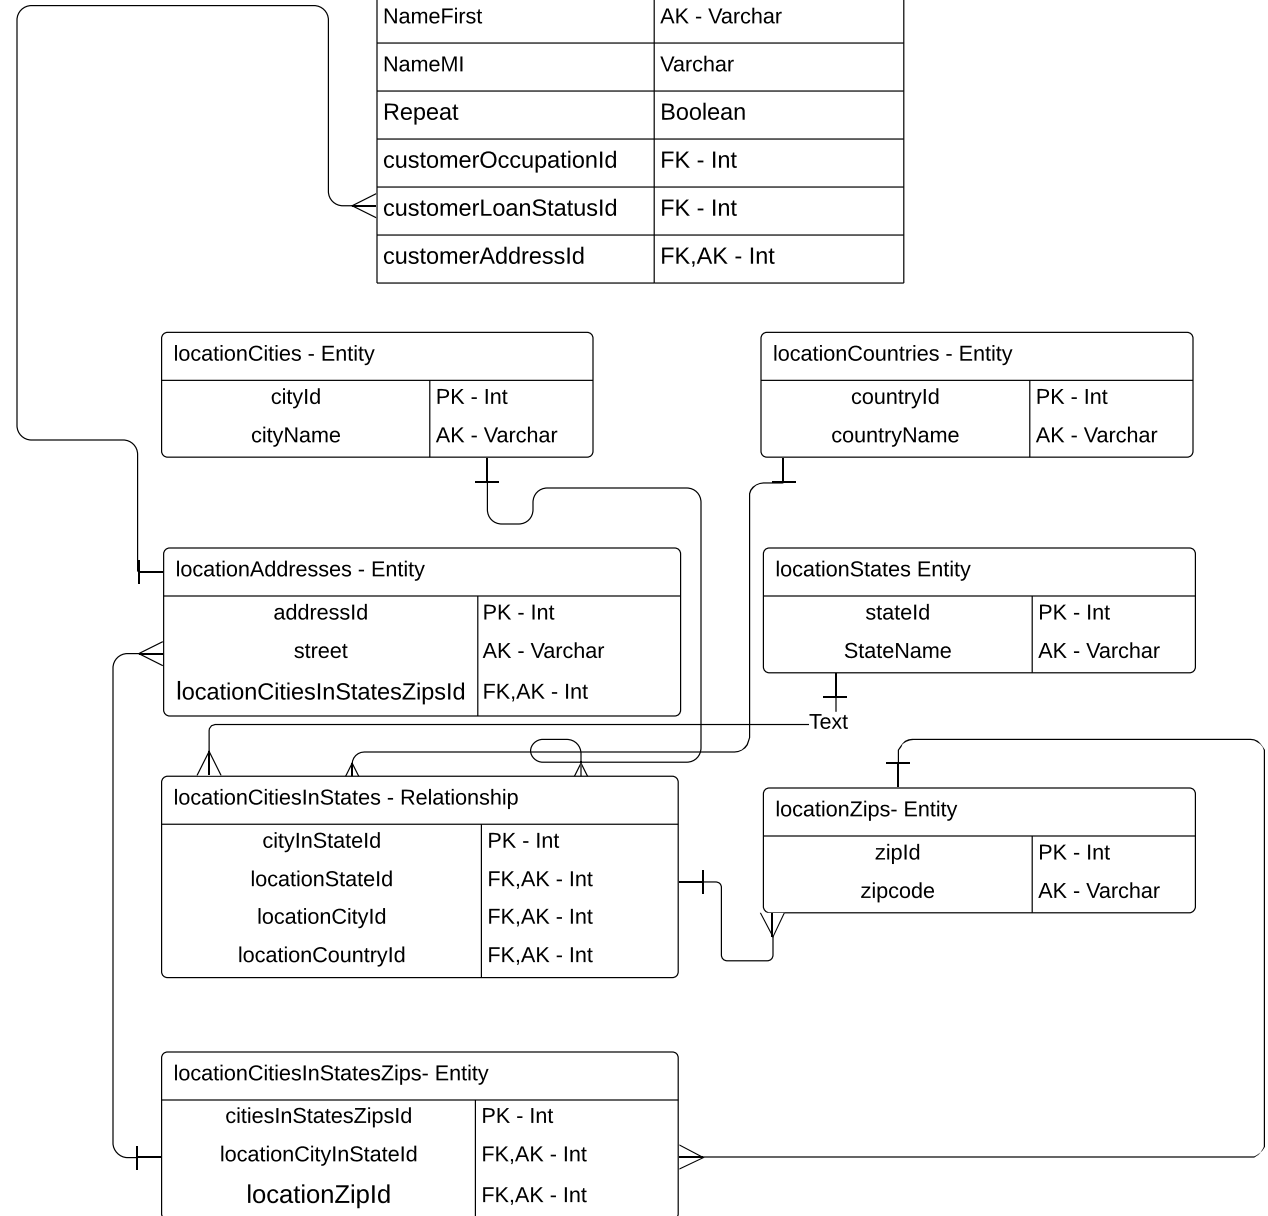 NameFirst AK - Varchar
NameMI Varchar
Repeat Boolean
customerOccupationId FK - Int
customerLoanStatusId FK - Int
customerAddressId FK,AK - Int
locationCities - Entity
cityId PK - Int
cityName AK - Varchar
locationCountries - Entity
countryId PK - Int
countryName AK - Varchar
locationAddresses - Entity
addressId PK - Int
street AK - Varchar
locationCitiesInStatesZipsId FK,AK - Int
locationStates Entity
stateId PK - Int
StateName AK - Varchar
Text
locationCitiesInStates - Relationship
cityInStateId PK - Int
locationStateId FK,AK - Int
locationCityId FK,AK - Int
locationCountryId FK,AK - Int
locationZips- Entity
zipId PK - Int
zipcode AK - Varchar
locationCitiesInStatesZips- Entity
citiesInStatesZipsId PK - Int
locationCityInStateId FK,AK - Int
locationZipId FK,AK - Int